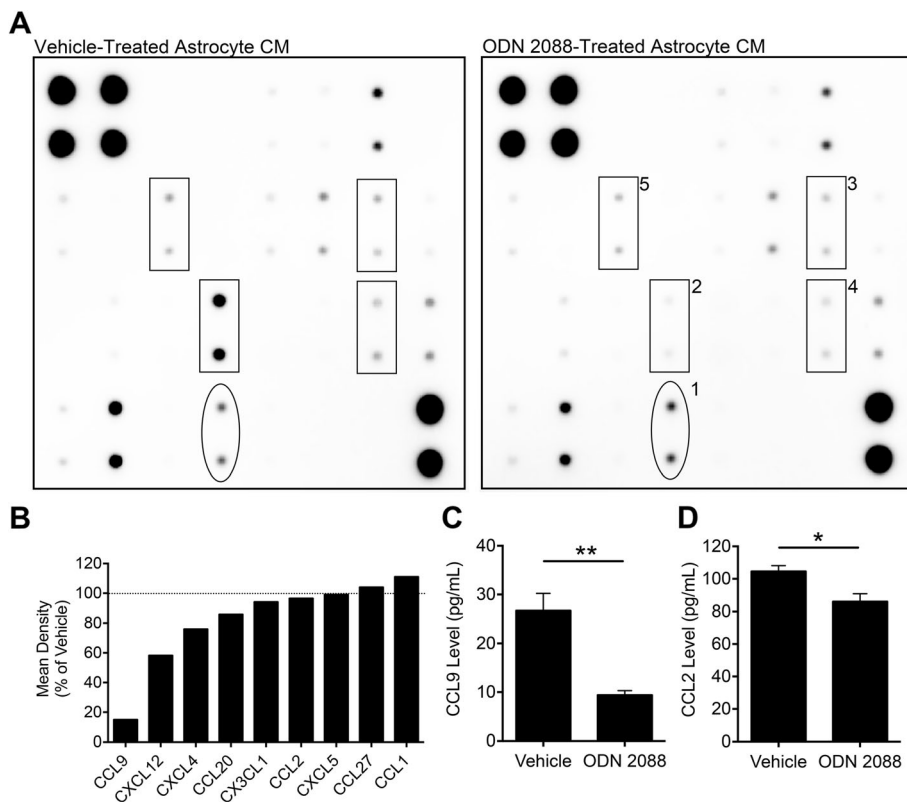 A
Vehicle-Treated Astrocyte CM
ODN 2088-Treated Astrocyte CM
5
3
2
4
1
B
Mean Density
(% of Vehicle)
120
100
80
60
40
20
0
CCL9
CXCL12
CXCL4
CCL20
CX3CL1
CCL2
CXCL5
CCL27
CCL1
C
CCL9 Level (pg/mL)
40
30
20
10
0
**
Vehicle
ODN 2088
D
CCL2 Level (pg/mL)
120
100
80
60
40
20
0
*
Vehicle
ODN 2088